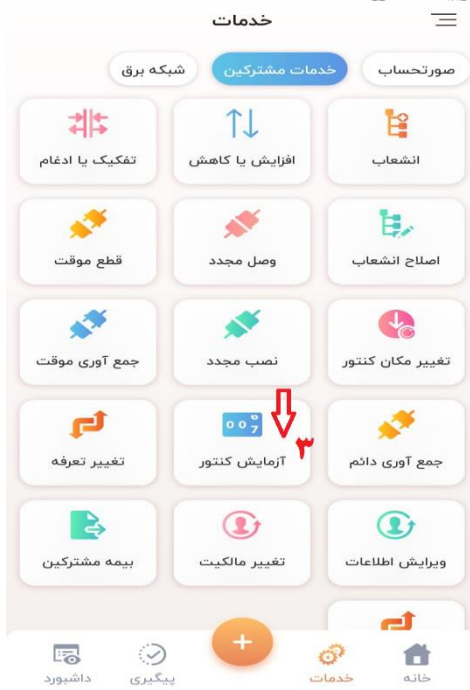 خدمات
صورتحساب خدمات مشترکین شبکه برق
انشعاب افزایش یا کاهش تفکیک یا ادغام
اصلاح انشعاب وصل مجدد قطع موقت
تغییر مکان کنتور نصب مجدد جمع آوری موقت
007
۳
جمع آوری دائم آزمایش کنتور تغییر تعرفه
ویرایش اطلاعات تغییر مالکیت بیمه مشترکین
خانه خدمات پیگیری داشبورد